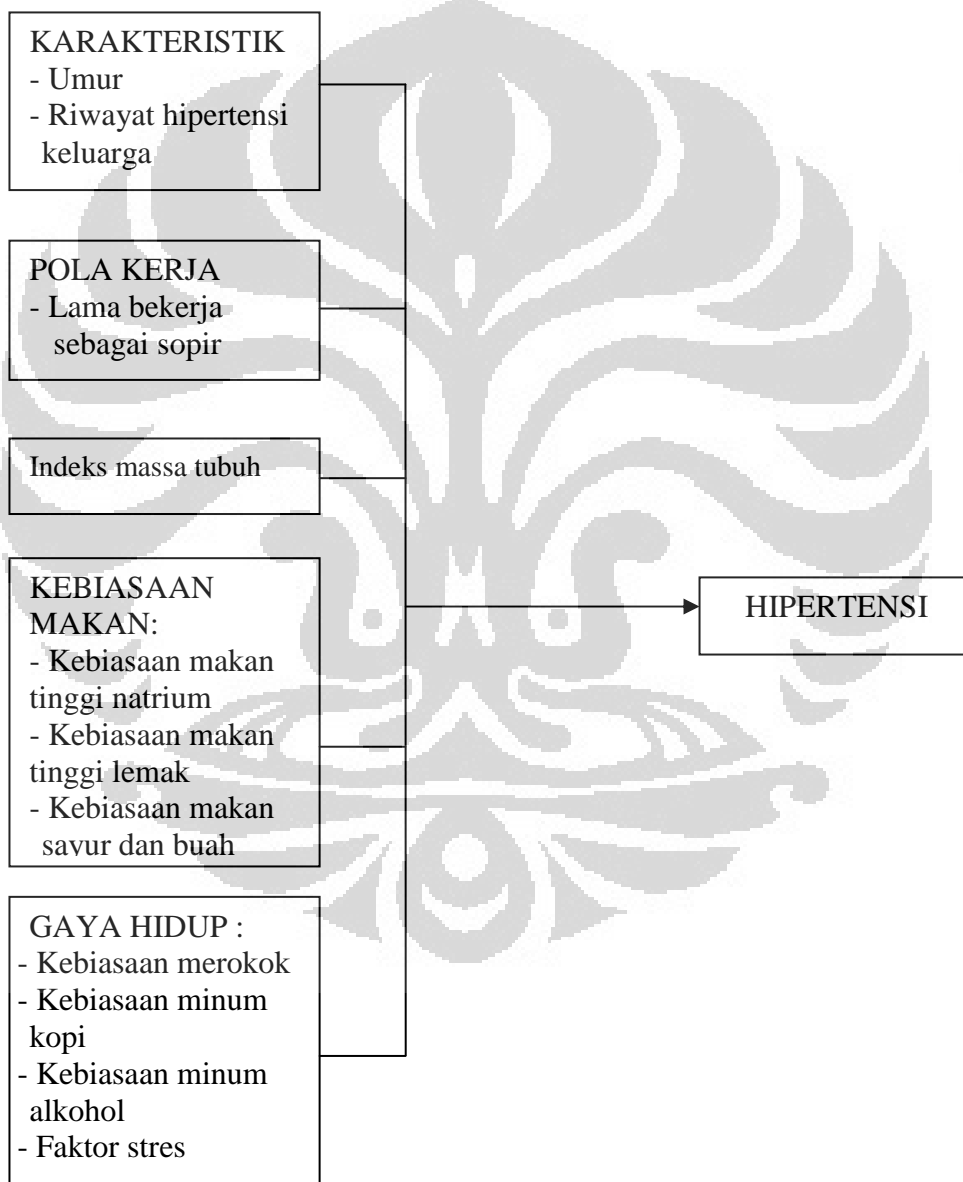 KARAKTERISTIK
- Umur
- Riwayat hipertensi
keluarga
POLA KERJA
- Lama bekerja
sebagai sopir
Indeks massa tubuh
KEBIASAAN
MAKAN:
- Kebiasaan makan
tinggi natrium
- Kebiasaan makan
tinggi lemak
- Kebiasaan makan
sayur dan buah
HIPERTENSI
GAYA HIDUP :
- Kebiasaan merokok
- Kebiasaan minum
kopi
- Kebiasaan minum
alkohol
- Faktor stres